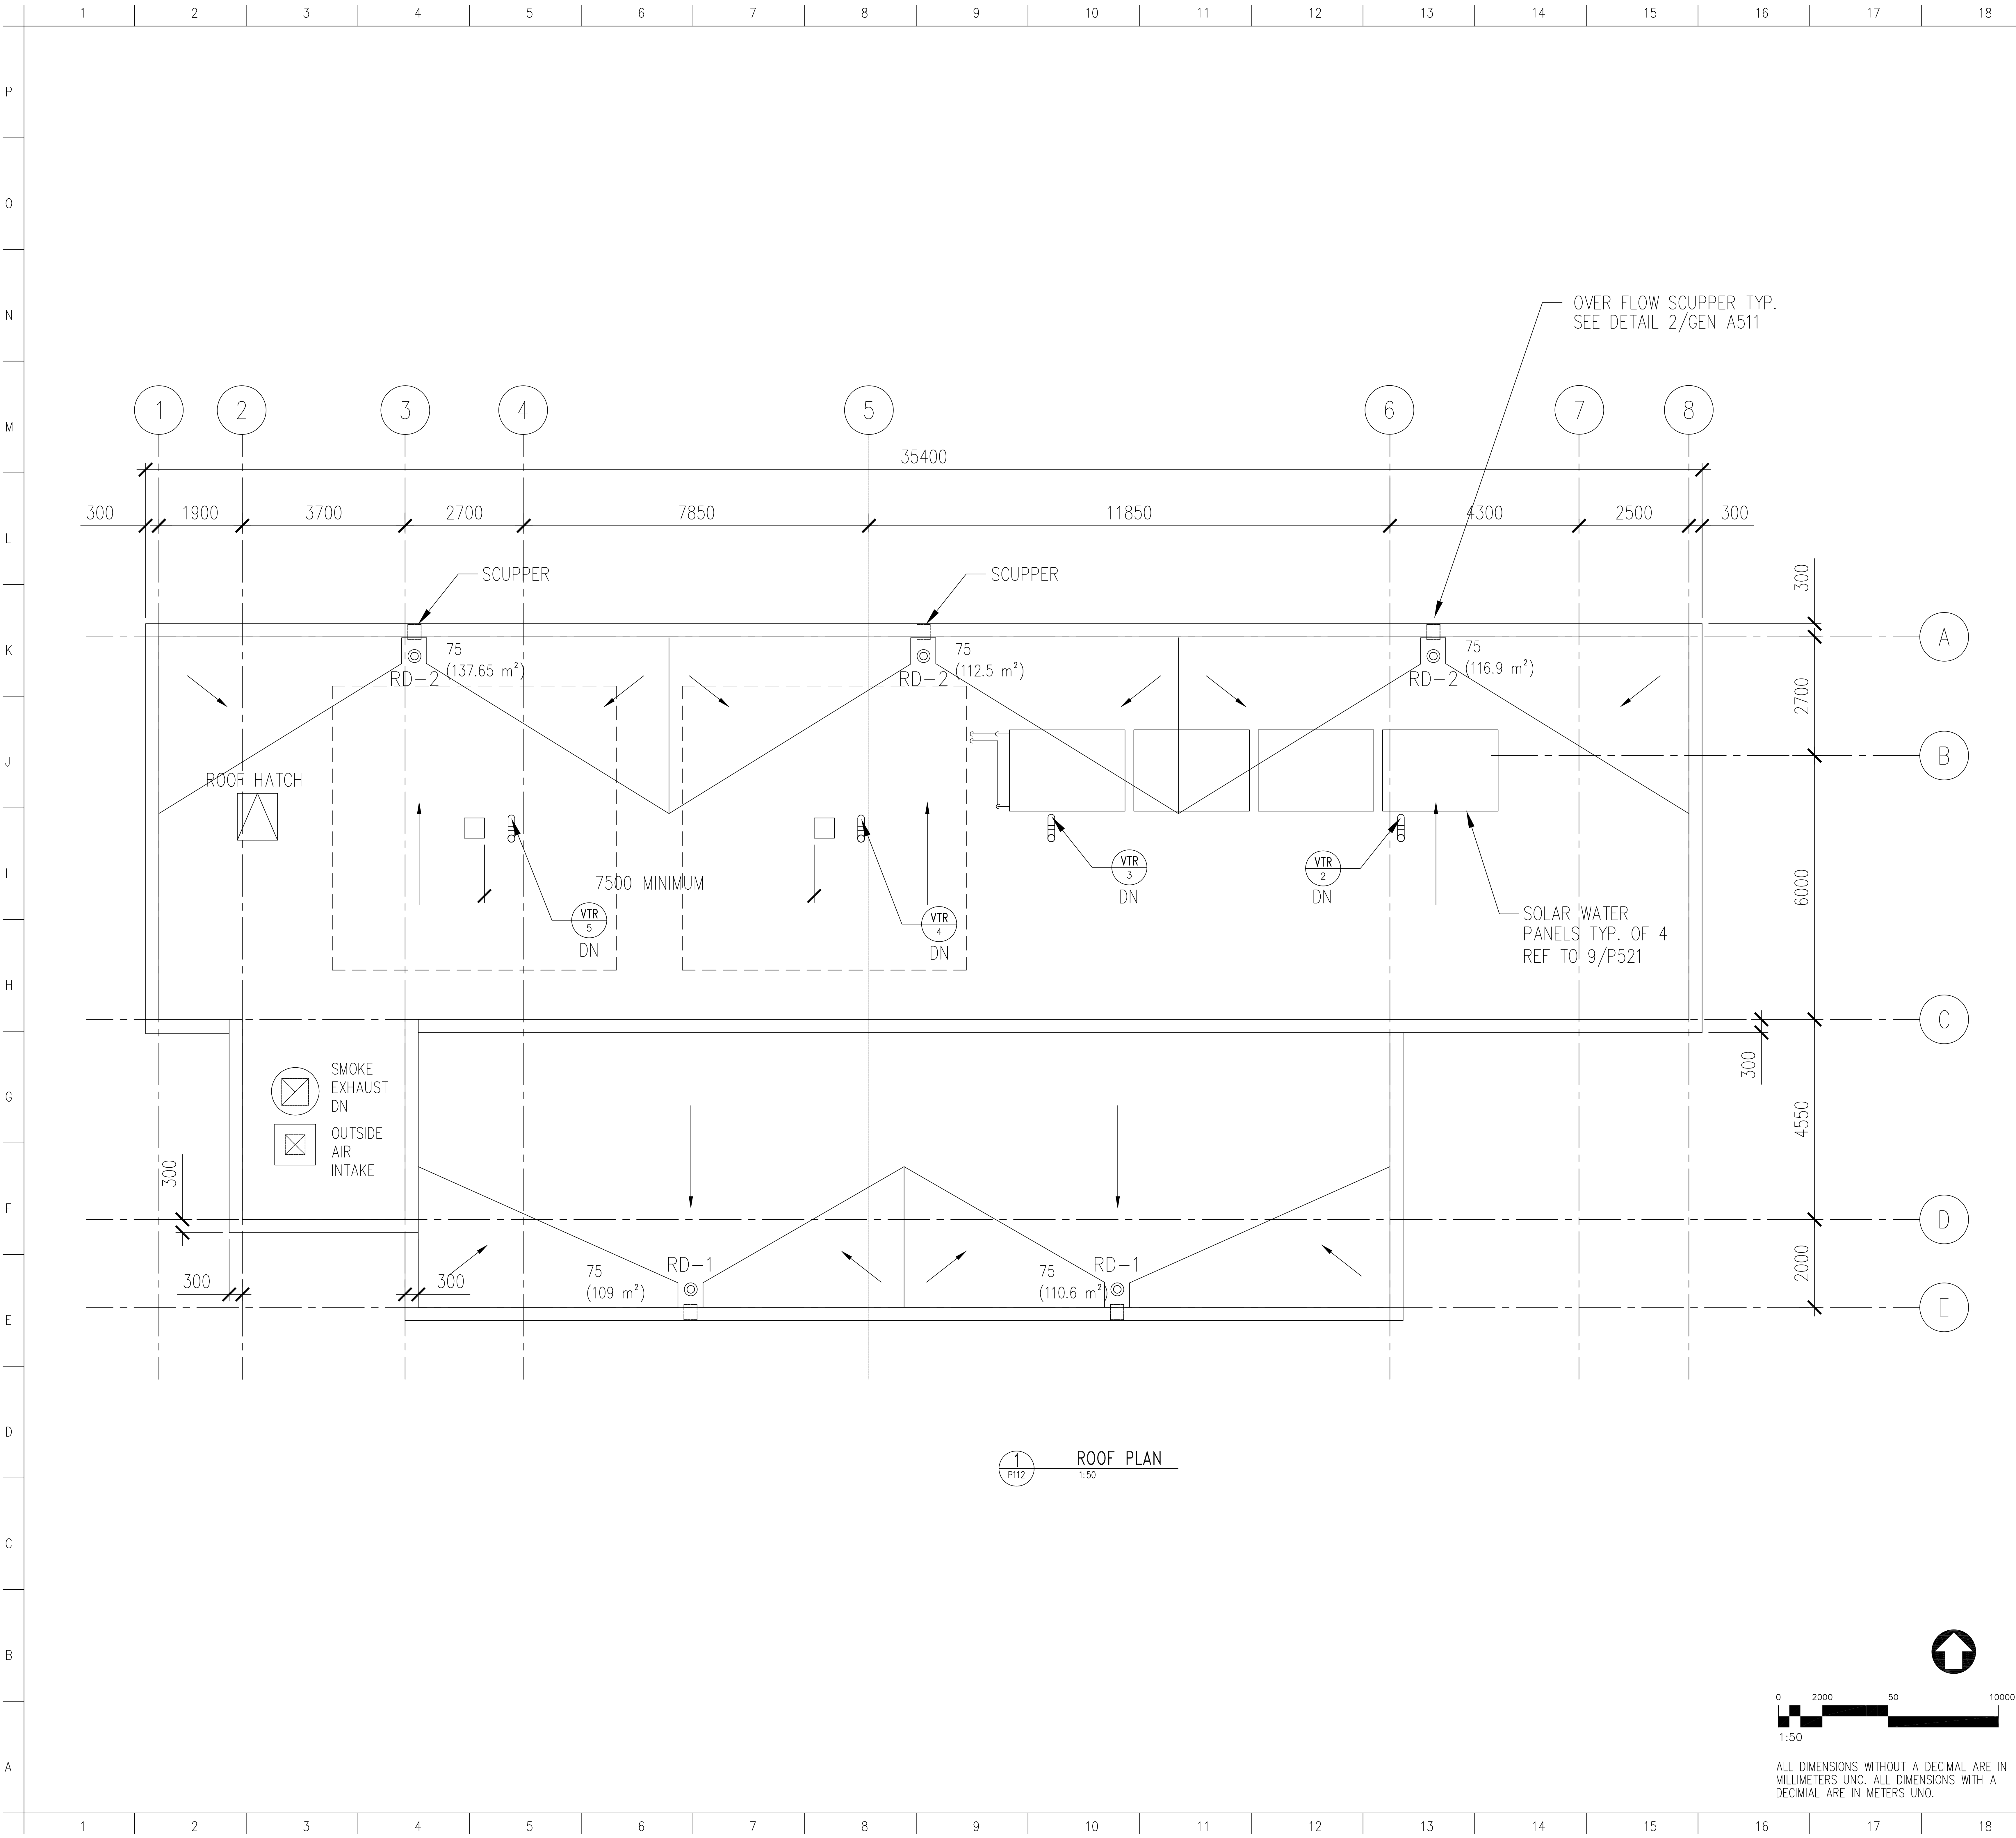 1 2 3 4 5 6 7 8 9 10 11 12 13 14 15 16 17 18
P
O
N
OVER FLOW SCUPPER TYP.
SEE DETAIL 2/GEN A511
M
1 2 3 4 5 6 7 8
35400
300 1900 3700 2700 7850 11850 4300 2500 300
L
SCUPPER
SCUPPER
300
K
A
75
(137.65 m²)
RD-2
75
(112.5 m²)
RD-2
75
(116.9 m²)
RD-2
2700
J
B
ROOF HATCH
I
7500 MINIMUM
VTR
5
DN
VTR
4
DN
VTR
3
DN
VTR
2
DN
6000
SOLAR WATER
PANELS TYP. OF 4
REF TO 9/P521
H
C
300
G
SMOKE
EXHAUST
DN
OUTSIDE
AIR
INTAKE
4550
300
F
D
300
300
75
(109 m²)
RD-1
75
(110.6 m²)
RD-1
2000
E
E
D
1
P112
ROOF PLAN
1:50
C
B
0 2000 50 10000
1:50
A
ALL DIMENSIONS WITHOUT A DECIMAL ARE IN
MILLIMETERS UNO. ALL DIMENSIONS WITH A
DECIMIAL ARE IN METERS UNO.
1 2 3 4 5 6 7 8 9 10 11 12 13 14 15 16 17 18